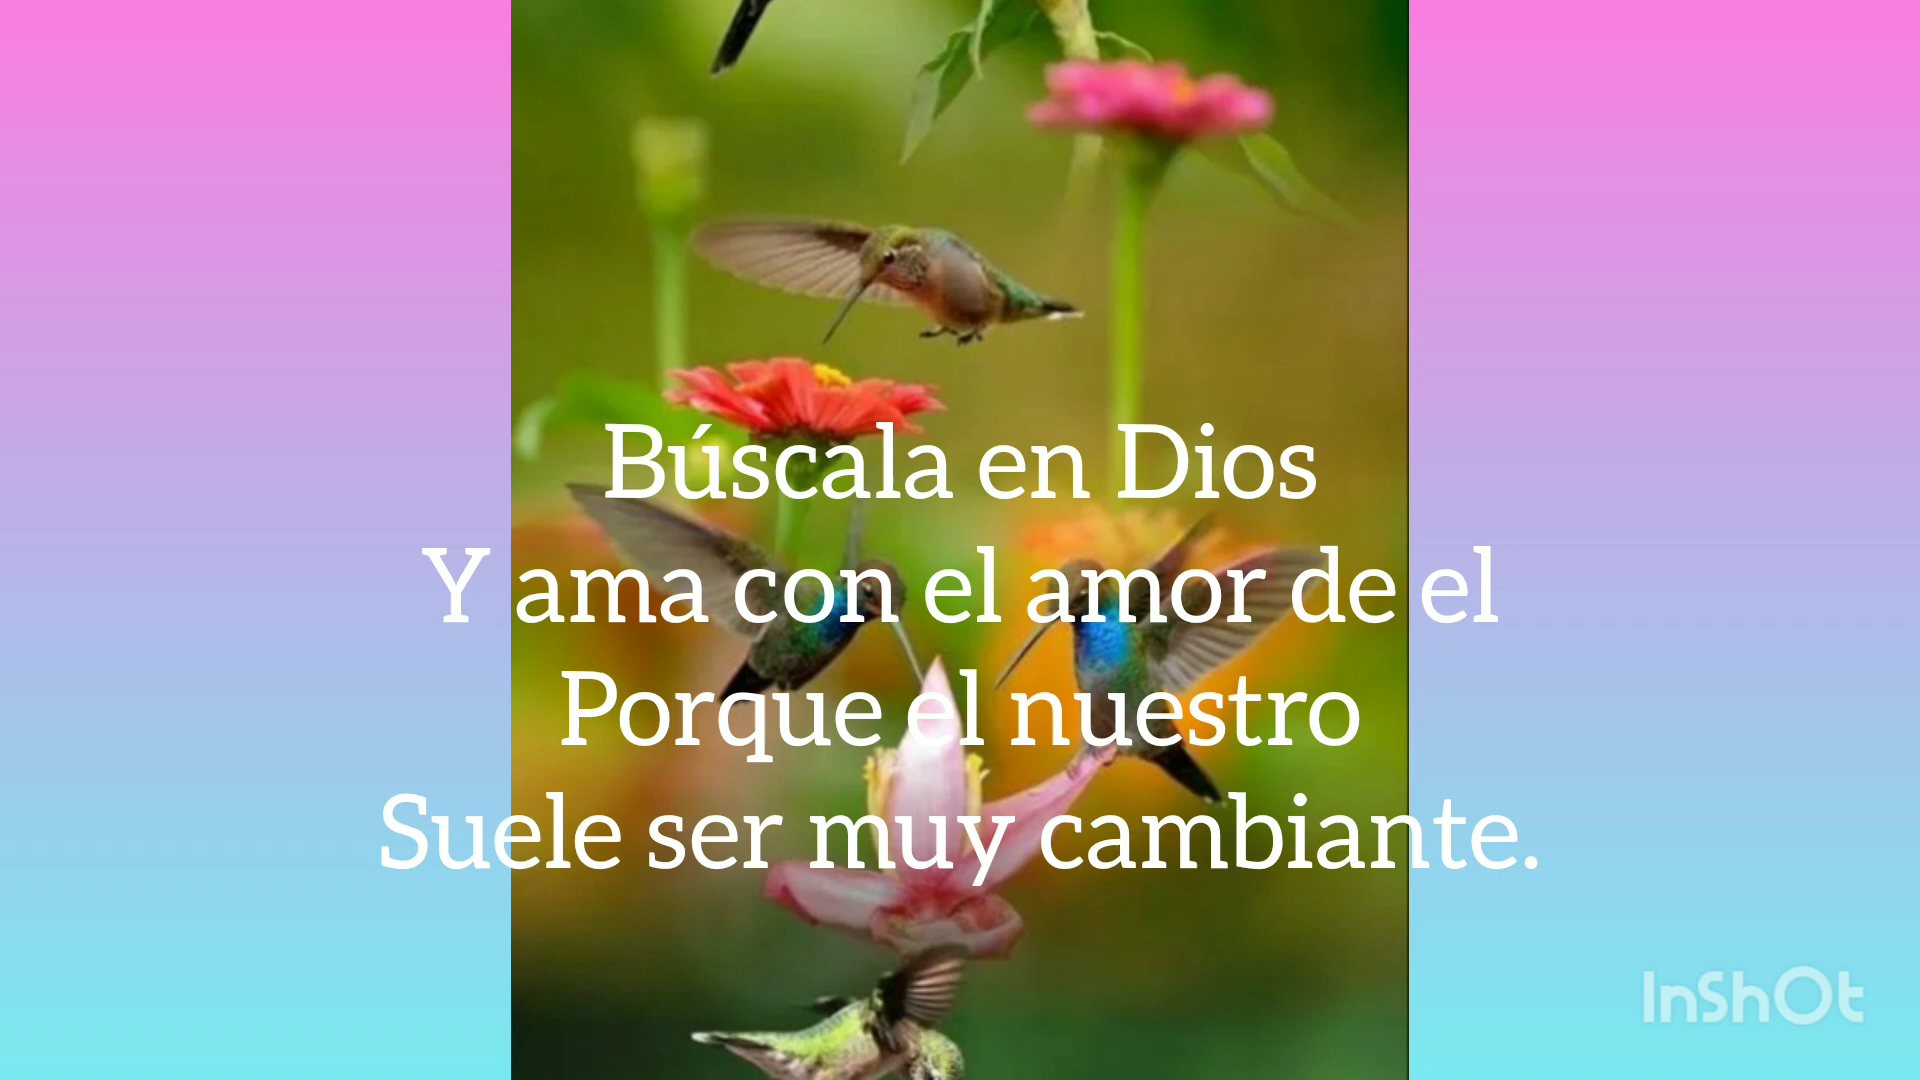 Búscala en Dios
Y ama con el amor de el
Porque el nuestro
Suele ser muy cambiante.
InShOt